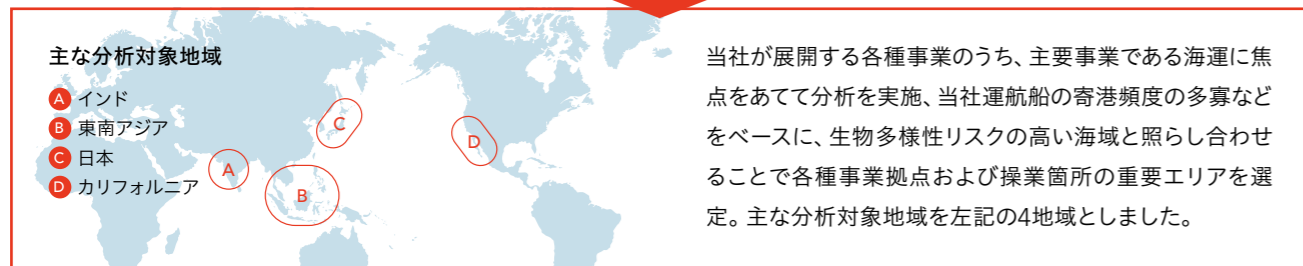 主な分析対象地域
A インド
B 東南アジア
C 日本
D カリフォルニア
A
B
C
D
当社が展開する各種事業のうち、主要事業である海運に焦
点をあてて分析を実施、当社運航船の寄港頻度の多寡など
をベースに、生物多様性リスクの高い海域と照らし合わせ
ることで各種事業拠点および操業箇所の重要エリアを選
定。主な分析対象地域を左記の4地域としました。